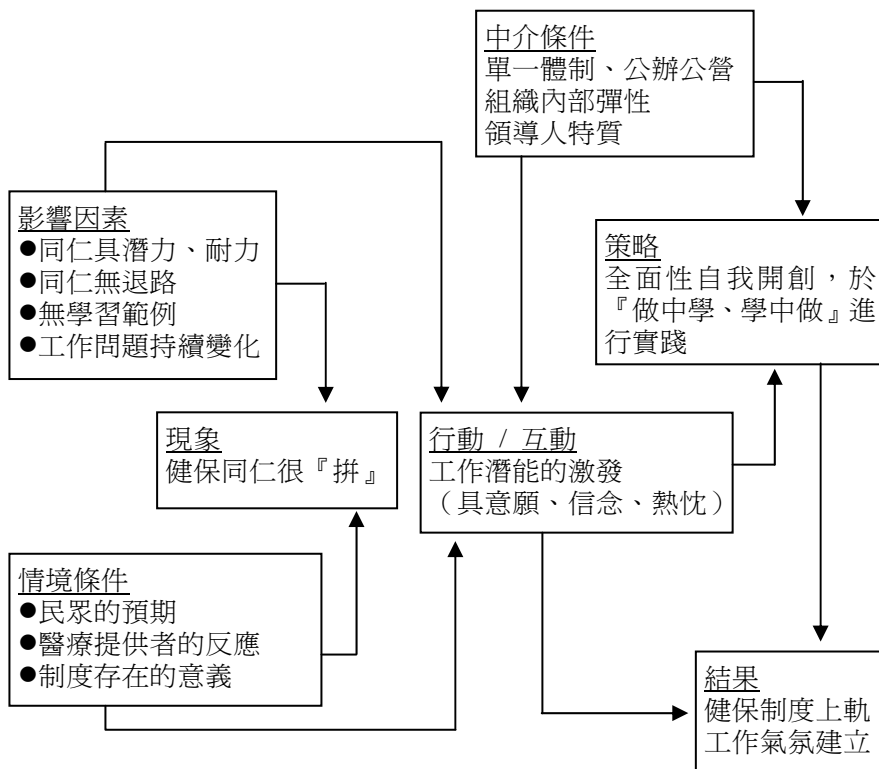 中介條件
單一體制、公辦公營
組織內部彈性
領導人特質
影響因素
●同仁具潛力、耐力
●同仁無退路
●無學習範例
●工作問題持續變化
策略
全面性自我開創，於
『做中學、學中做』進
行實踐
現象
健保同仁很『拚』
行動 / 互動
工作潛能的激發
（具意願、信念、熱忱）
情境條件
●民眾的預期
●醫療提供者的反應
●制度存在的意義
結果
健保制度上軌
工作氣氛建立